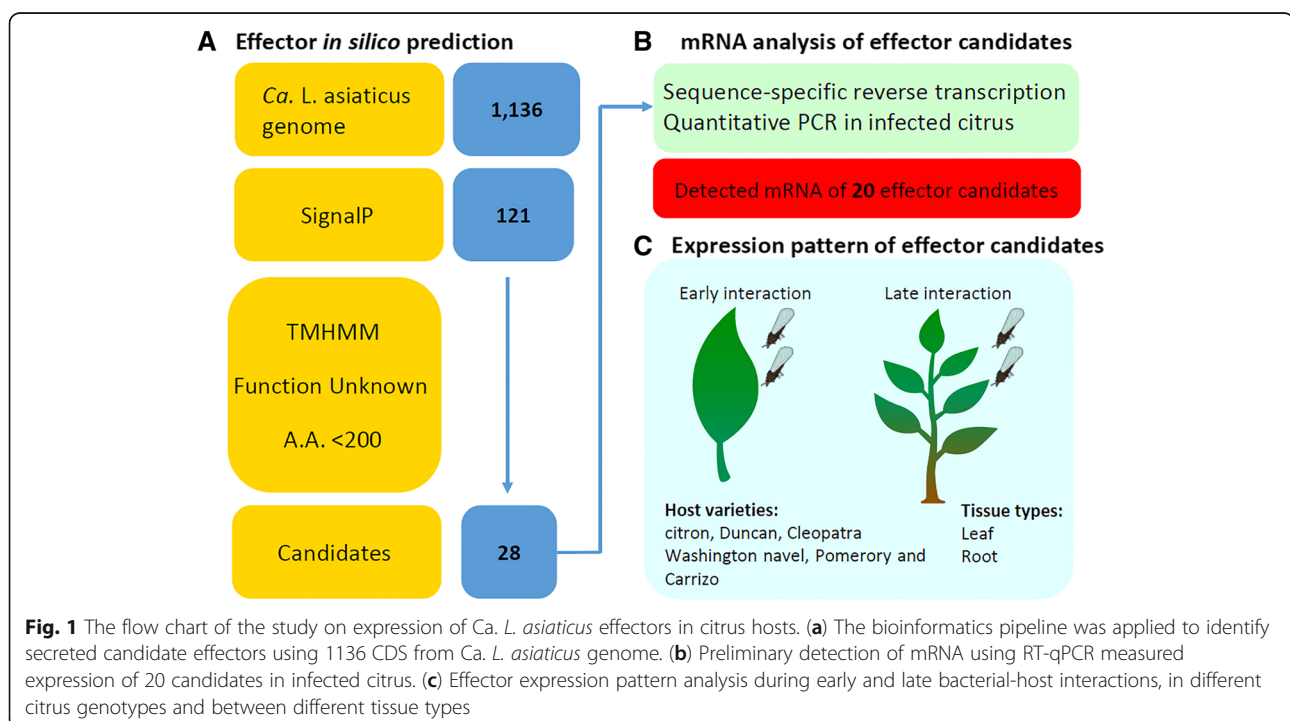 A Effector in silico prediction
Ca. L. asiaticus
genome
1,136
SignalP
121
TMHMM
Function Unknown
A.A. <200
Candidates
28
B mRNA analysis of effector candidates
Sequence-specific reverse transcription
Quantitative PCR in infected citrus
Detected mRNA of 20 effector candidates
C Expression pattern of effector candidates
Early interaction
Late interaction
Host varieties:
citron, Duncan, Cleopatra
Washington navel, Pomerory and
Carrizo
Tissue types:
Leaf
Root
Fig. 1 The flow chart of the study on expression of Ca. L. asiaticus effectors in citrus hosts. (a) The bioinformatics pipeline was applied to identify
secreted candidate effectors using 1136 CDS from Ca. L. asiaticus genome. (b) Preliminary detection of mRNA using RT-qPCR measured
expression of 20 candidates in infected citrus. (c) Effector expression pattern analysis during early and late bacterial-host interactions, in different
citrus genotypes and between different tissue types